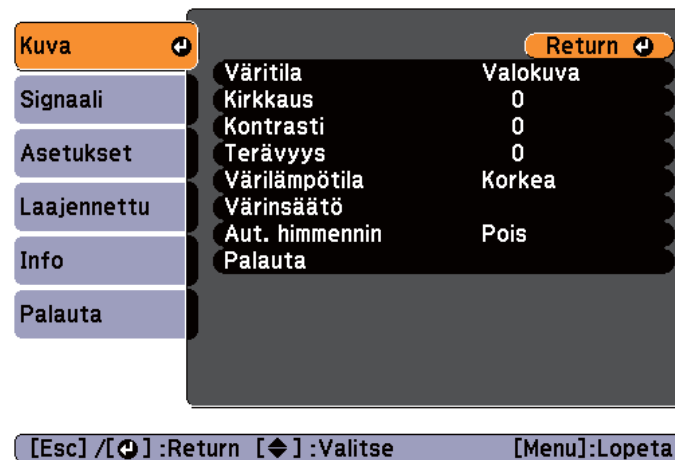 Kuva
Signaali
Asetukset
Laajennettu
Info
Palauta
Return
Väritila Valokuva
Kirkkaus 0
Kontrasti 0
Terävyys 0
Värilämpötila Korkea
Värinsäätö
Aut. himmennin Pois
Palauta
[Esc] /[⏎] :Return [◆] :Valitse [Menu]:Lopeta